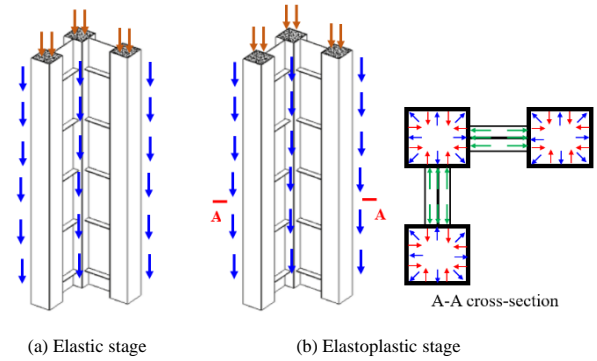 A
A
A-A cross-section
(a) Elastic stage
(b) Elastoplastic stage